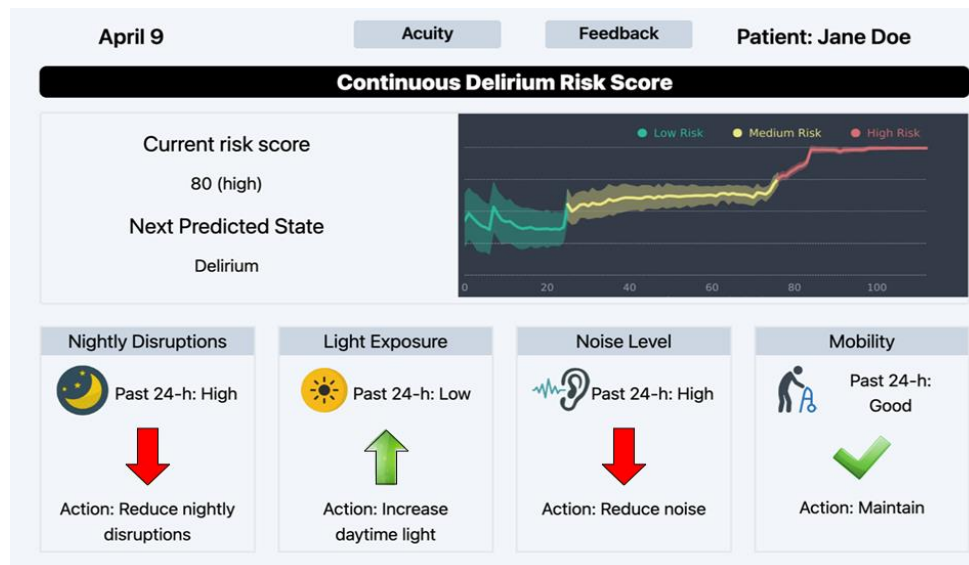 April 9
Acuity
Feedback
Patient: Jane Doe
Continuous Delirium Risk Score
Current risk score
80 (high)
Next Predicted State
Delirium
Low Risk
Medium Risk
High Risk
0 20 40 60 80 100
Nightly Disruptions
Past 24-h: High
Action: Reduce nightly
disruptions
Light Exposure
Past 24-h: Low
Action: Increase
daytime light
Noise Level
Past 24-h: High
Action: Reduce noise
Mobility
Past 24-h:
Good
Action: Maintain